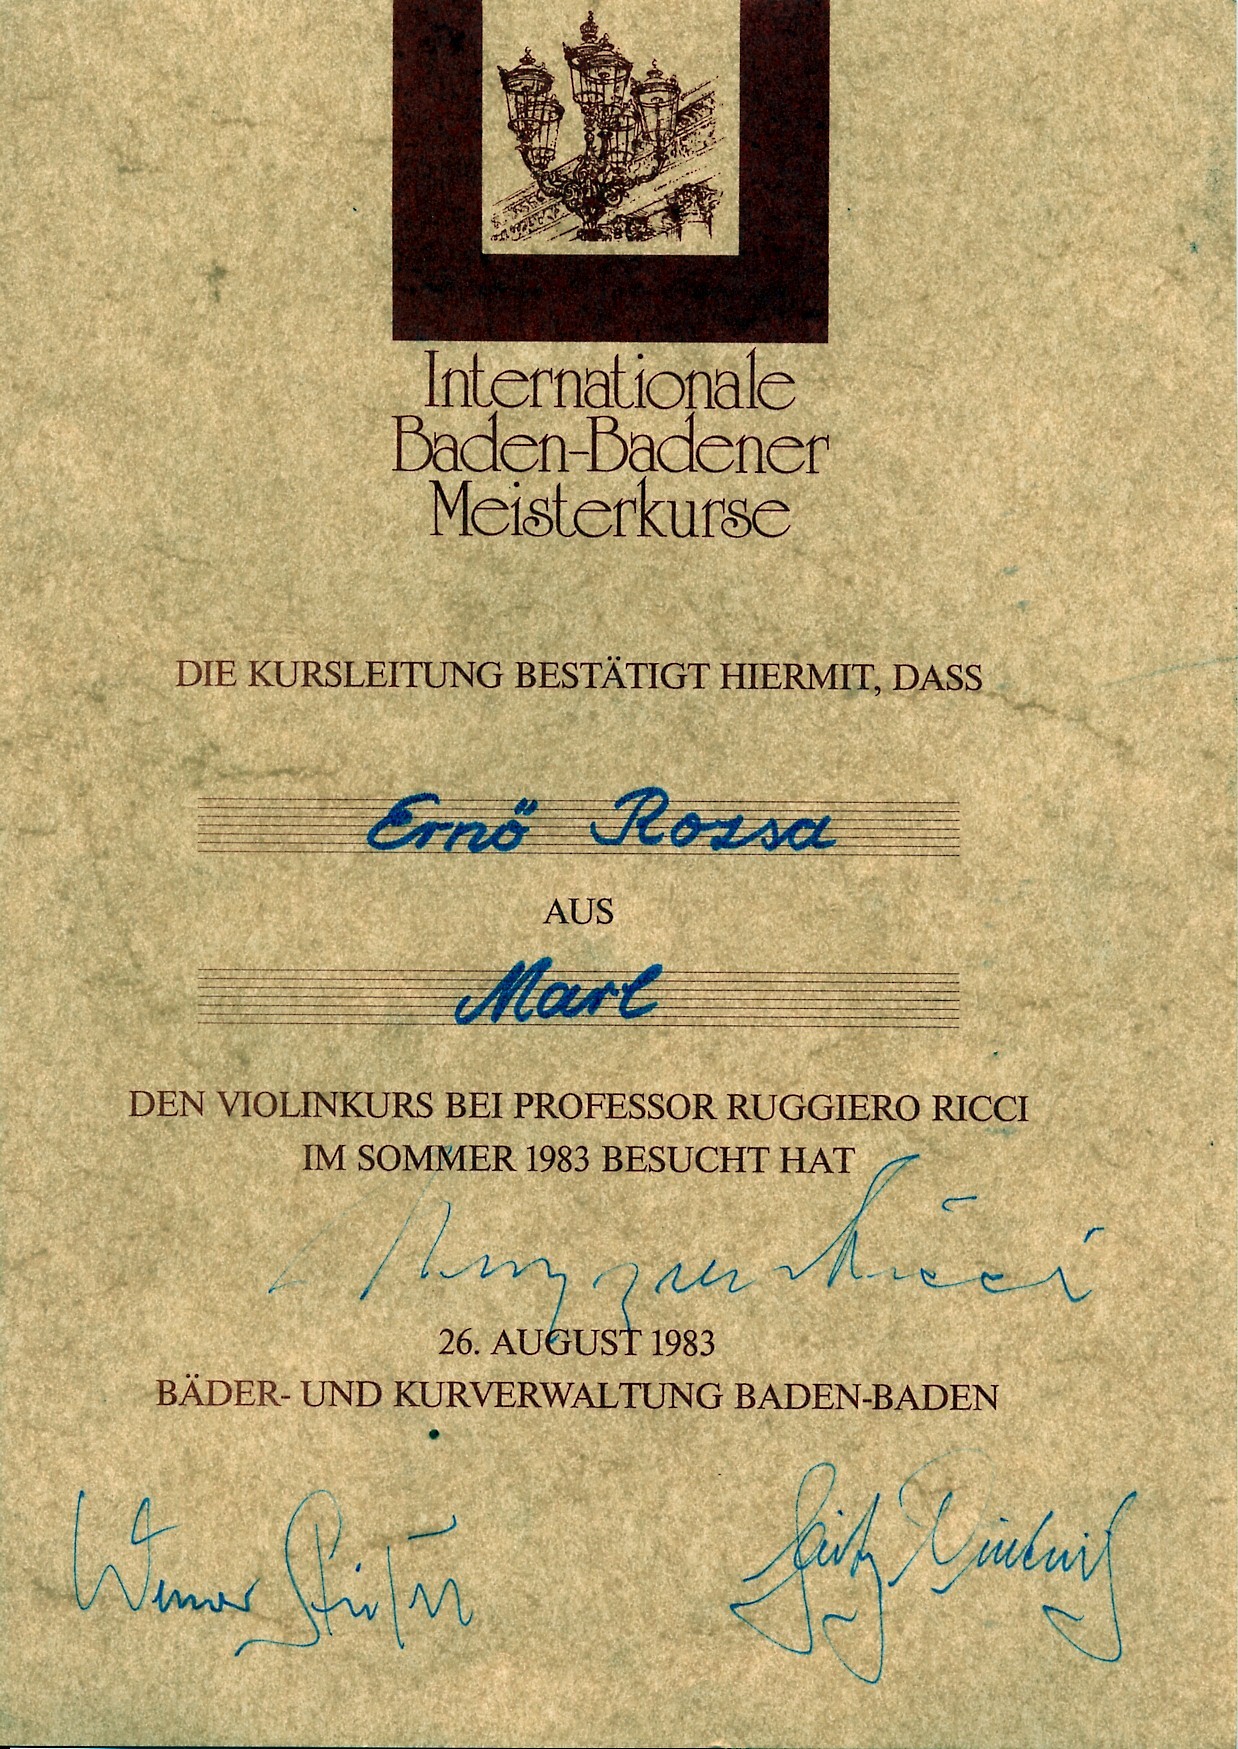 Internationale
Baden-Badener
Meisterkurse
DIE KURSLEITUNG BESTÄTIGT HIERMIT, DASS
Ernö Rozsa
AUS
Marl
DEN VIOLINKURS BEI PROFESSOR RUGGIERO RICCI
IM SOMMER 1983 BESUCHT HAT
Ruggiero Ricci
26. AUGUST 1983
BÄDER- UND KURVERWALTUNG BADEN-BADEN
Werner